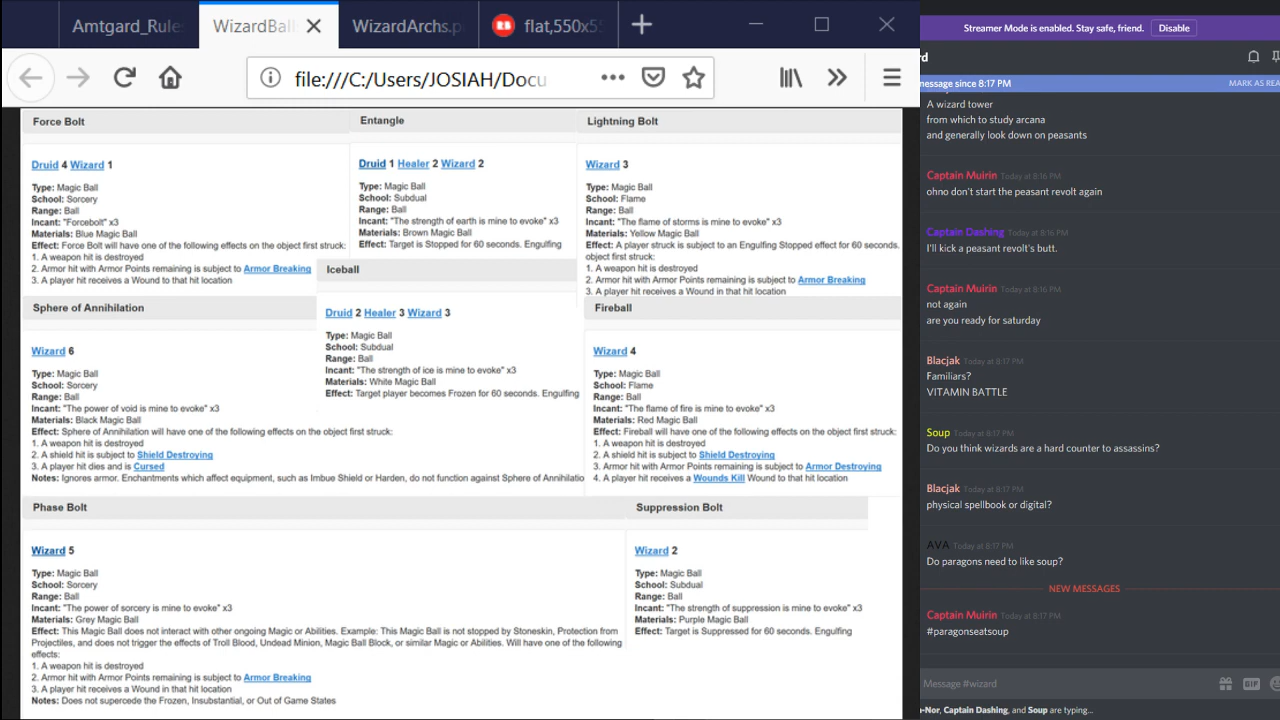 Amtgard_Rule
WizardBall
WizardArchs.p
flat,550x55
file:///C:/Users/JOSIAH/Docu
Force Bolt
Druid 4 Wizard 1
Type: Magic Ball
School: Sorcery
Range: Ball
Incant: "Forcebolt" x3
Materials: Blue Magic Ball
Effect: Force Bolt will have one of the following effects on the object first struck:
1. A weapon hit is destroyed
2. Armor hit with Armor Points remaining is subject to Armor Breaking
3. A player hit receives a Wound to that hit location
Entangle
Druid 1 Healer 2 Wizard 2
Type: Magic Ball
School: Subdual
Range: Ball
Incant: "The strength of earth is mine to evoke" x3
Materials: Brown Magic Ball
Effect: Target is Stopped for 60 seconds. Engulfing
Lightning Bolt
Wizard 3
Type: Magic Ball
School: Flame
Range: Ball
Incant: "The flame of storms is mine to evoke" x3
Materials: Yellow Magic Ball
Effect: A player struck is subject to an Engulfing Stopped effect for 60 seconds.
object first struck:
1. A weapon hit is destroyed
2. Armor hit with Armor Points remaining is subject to Armor Breaking
3. A player hit receives a Wound in that hit location
Iceball
Druid 2 Healer 3 Wizard 3
Type: Magic Ball
School: Subdual
Range: Ball
Incant: "The strength of ice is mine to evoke" x3
Materials: White Magic Ball
Effect: Target player becomes Frozen for 60 seconds. Engulfing
Sphere of Annihilation
Wizard 6
Type: Magic Ball
School: Sorcery
Range: Ball
Incant: "The power of void is mine to evoke" x3
Materials: Black Magic Ball
Effect: Sphere of Annihilation will have one of the following effects on the object first struck:
1. A weapon hit is destroyed
2. A shield hit is subject to Shield Destroying
3. A player hit dies and is Cursed
Notes: Ignores armor. Enchantments which affect equipment, such as Imbue Shield or Harden, do not function against Sphere of Annihilatio
Fireball
Wizard 4
Type: Magic Ball
School: Flame
Range: Ball
Incant: "The flame of fire is mine to evoke" x3
Materials: Red Magic Ball
Effect: Fireball will have one of the following effects on the object first struck:
1. A weapon hit is destroyed
2. A shield hit is subject to Shield Destroying
3. Armor hit with Armor Points remaining is subject to Armor Destroying
4. A player hit receives a Wounds Kill Wound to that hit location
Phase Bolt
Wizard 5
Type: Magic Ball
School: Sorcery
Range: Ball
Incant: "The power of sorcery is mine to evoke" x3
Materials: Grey Magic Ball
Effect: This Magic Ball does not interact with other ongoing Magic or Abilities. Example: This Magic Ball is not stopped by Stoneskin, Protection from
Projectiles, and does not trigger the effects of Troll Blood, Undead Minion, Magic Ball Block, or similar Magic or Abilities. Will have one of the following
effects:
1. A weapon hit is destroyed
2. Armor hit with Armor Points remaining is subject to Armor Breaking
3. A player hit receives a Wound in that hit location
Notes: Does not supercede the Frozen, Insubstantial, or Out of Game States
Suppression Bolt
Wizard 2
Type: Magic Ball
School: Subdual
Range: Ball
Incant: "The strength of suppression is mine to evoke" x3
Materials: Purple Magic Ball
Effect: Target is Suppressed for 60 seconds. Engulfing
Streamer Mode is enabled. Stay safe, friend. Disable
rd
message since 8:17 PM MARK AS REA
A wizard tower
from which to study arcana
and generally look down on peasants
Captain Muirin Today at 8:16 PM
ohno don't start the peasant revolt again
Captain Dashing Today at 8:16 PM
I'll kick a peasant revolt's butt.
Captain Muirin Today at 8:16 PM
not again
are you ready for saturday
Blacjak Today at 8:17 PM
Familiars?
VITAMIN BATTLE
Soup Today at 8:17 PM
Do you think wizards are a hard counter to assassins?
Blacjak Today at 8:17 PM
physical spellbook or digital?
AVA Today at 8:17 PM
Do paragons need to like soup?
NEW MESSAGES
Captain Muirin Today at 8:17 PM
#paragonseatsoup
Message #wizard
GIF
-Nor, Captain Dashing, and Soup are typing...